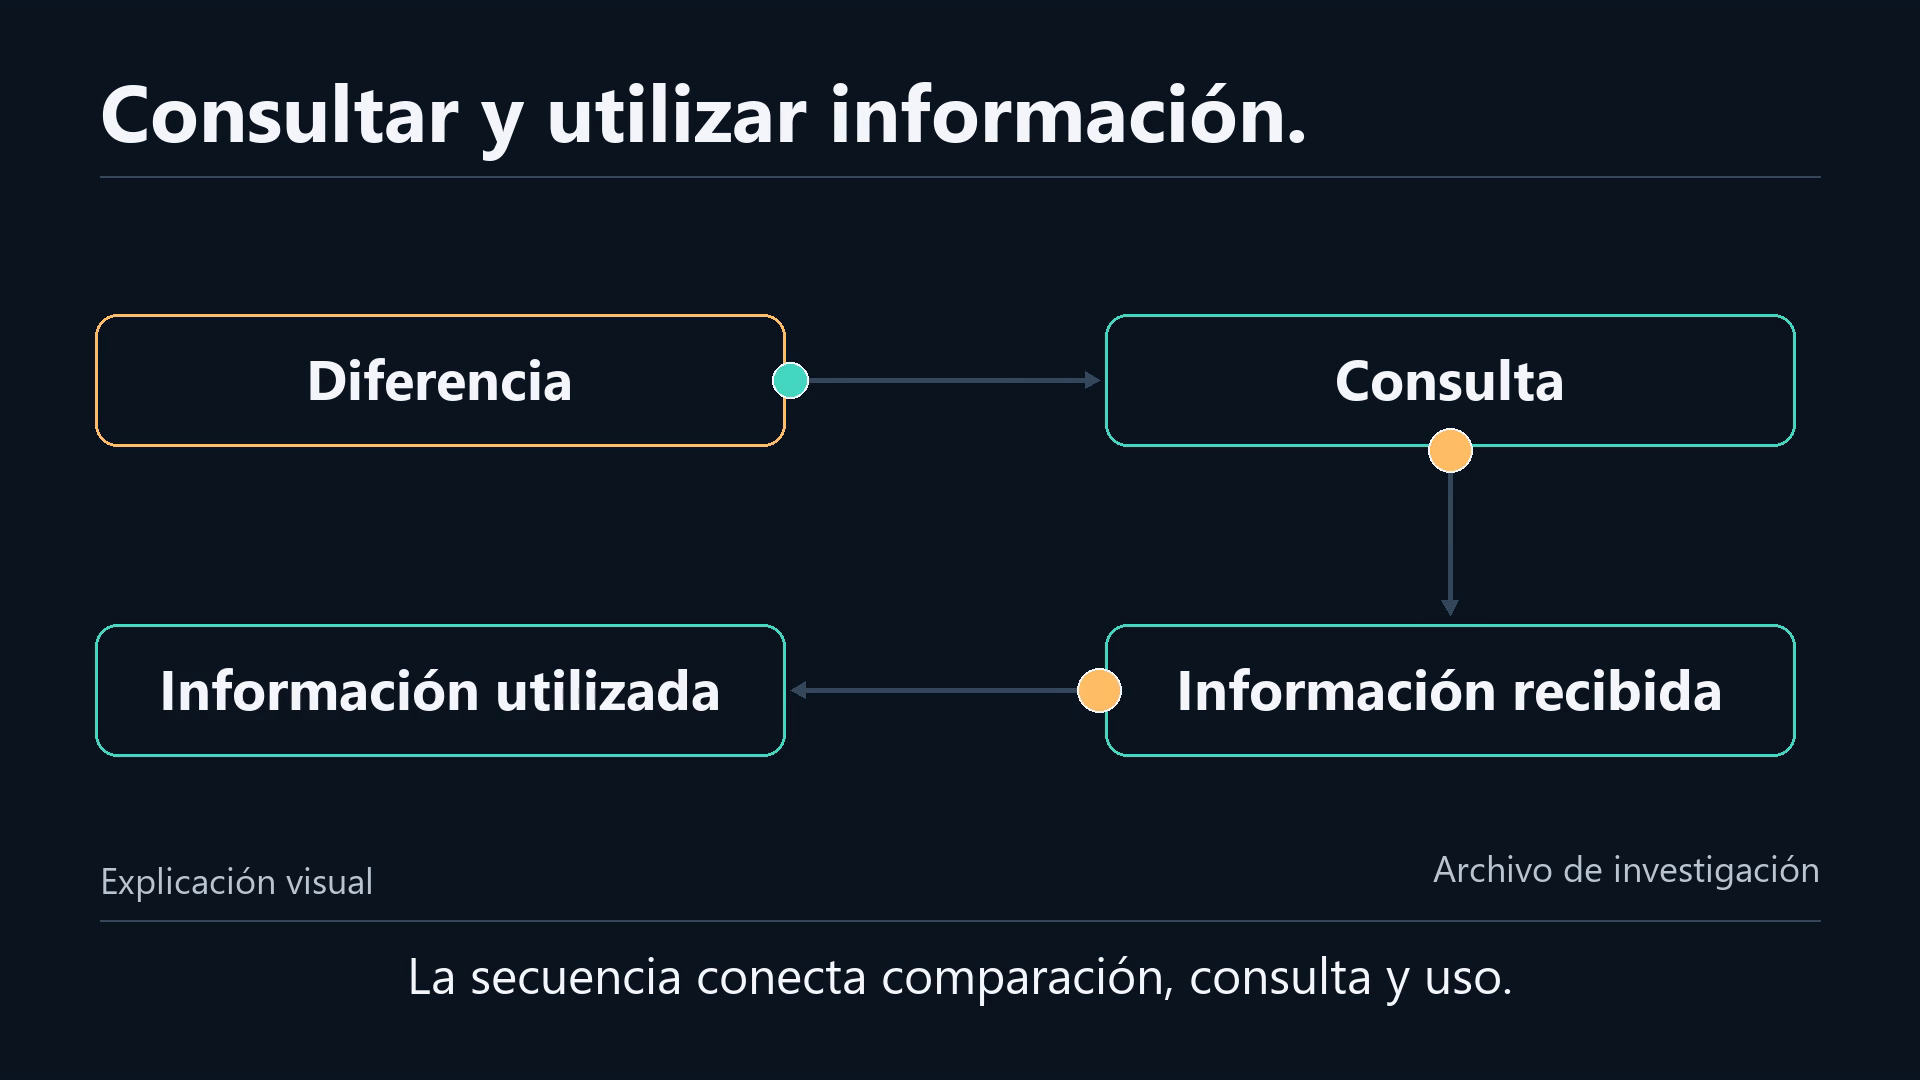 Consultar y utilizar información.
Diferencia
Consulta
Información utilizada
Información recibida
Explicación visual
Archivo de investigación
La secuencia conecta comparación, consulta y uso.